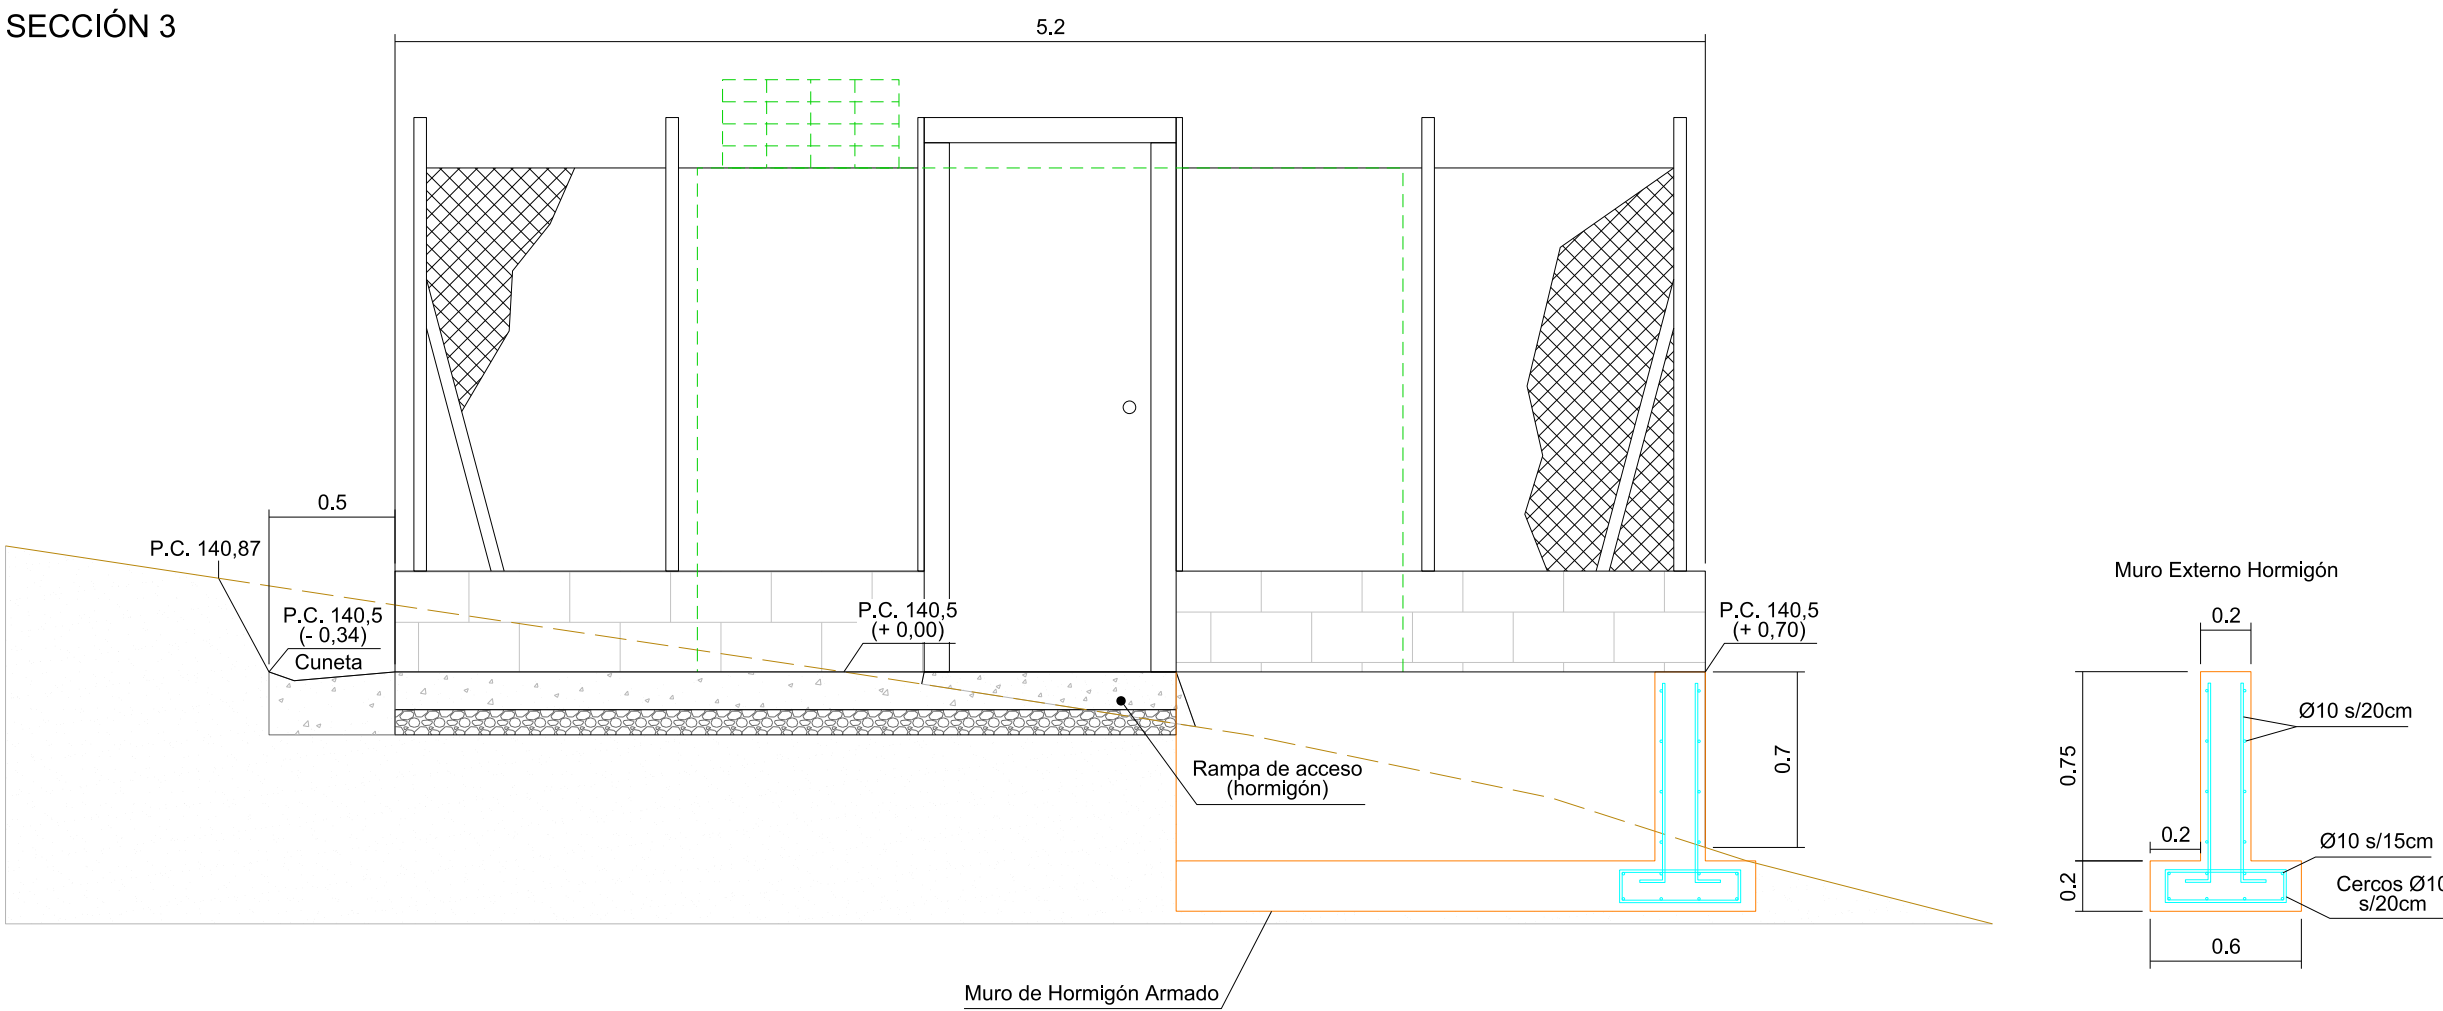 SECCIÓN 3
5.2
0.5
P.C. 140,87
P.C. 140,5
(- 0,34)
Cuneta
P.C. 140,5
(+ 0,00)
P.C. 140,5
(+ 0,70)
0.7
Rampa de acceso
(hormigón)
Muro de Hormigón Armado
Muro Externo Hormigón
0.2
Ø10 s/20cm
0.75
0.2
Ø10 s/15cm
0.2
Cercos Ø10
s/20cm
0.6